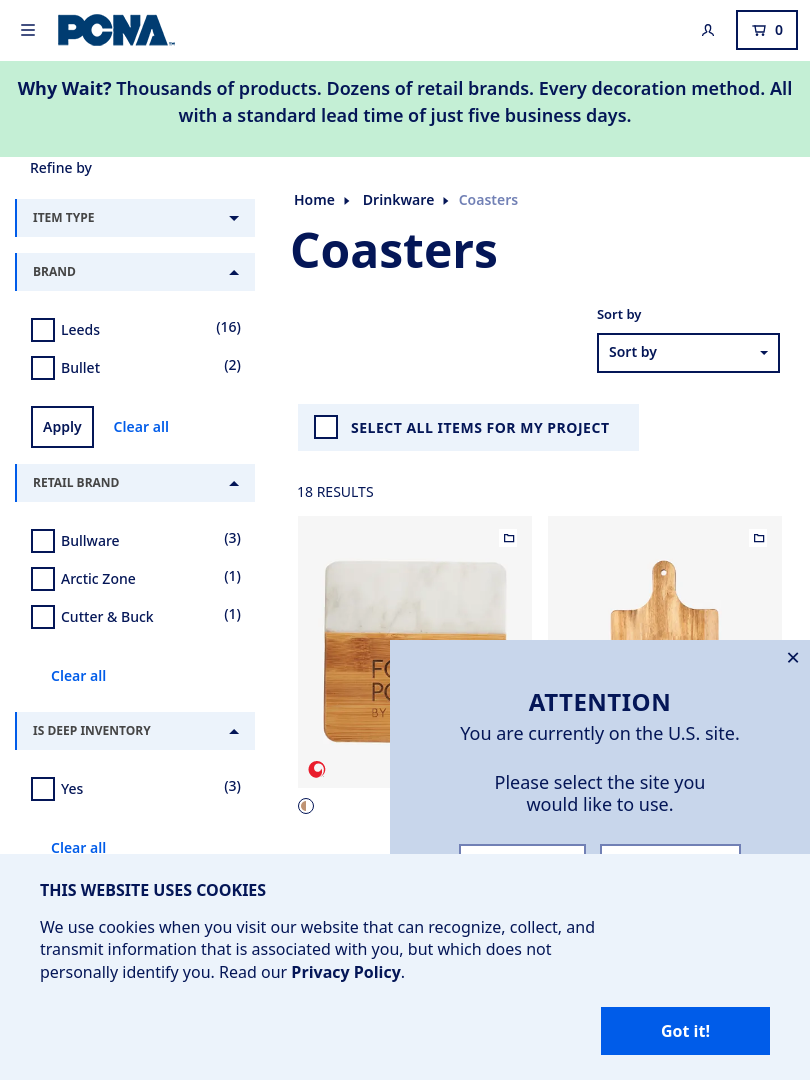 PCNA
0
Why Wait? Thousands of products. Dozens of retail brands. Every decoration method. All
with a standard lead time of just five business days.
Refine by
ITEM TYPE
BRAND
Leeds (16)
Bullet (2)
Apply Clear all
RETAIL BRAND
Bullware (3)
Arctic Zone (1)
Cutter & Buck (1)
Clear all
IS DEEP INVENTORY
Yes (3)
Clear all
Home Drinkware Coasters
Coasters
Sort by
Sort by
SELECT ALL ITEMS FOR MY PROJECT
18 RESULTS
BY
ATTENTION
You are currently on the U.S. site.
Please select the site you
would like to use.
THIS WEBSITE USES COOKIES
We use cookies when you visit our website that can recognize, collect, and
transmit information that is associated with you, but which does not
personally identify you. Read our Privacy Policy.
Got it!